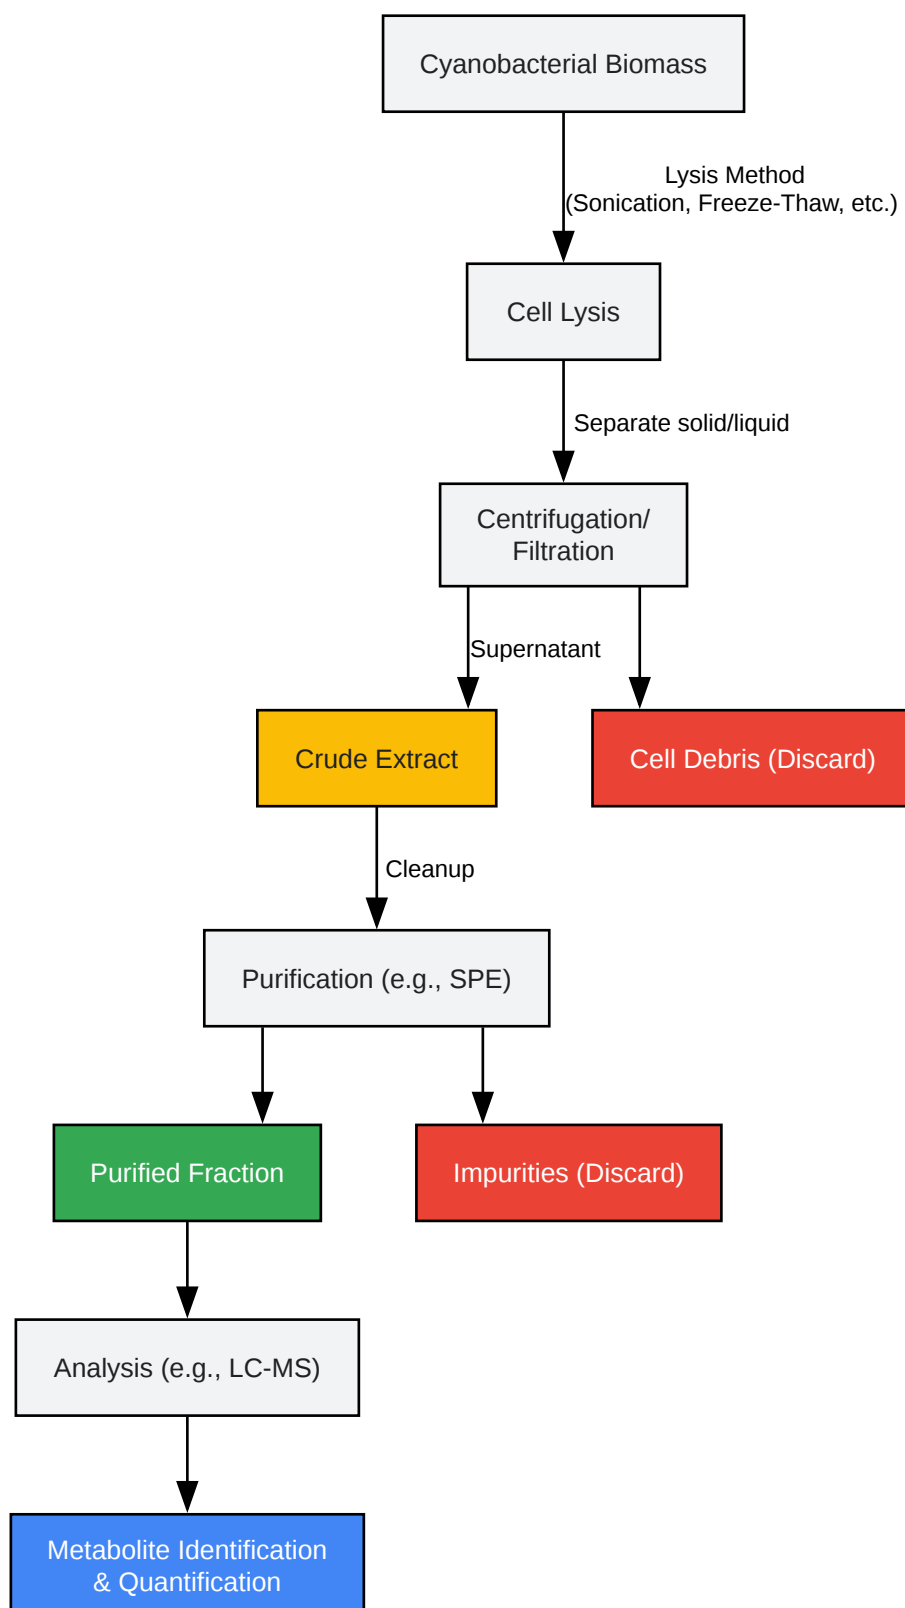 Cyanobacterial Biomass
Lysis Method
(Sonication, Freeze-Thaw, etc.)
Cell Lysis
Separate solid/liquid
Centrifugation/
Filtration
Supernatant
Crude Extract
Cell Debris (Discard)
Cleanup
Purification (e.g., SPE)
Purified Fraction
Impurities (Discard)
Analysis (e.g., LC-MS)
Metabolite Identification
& Quantification